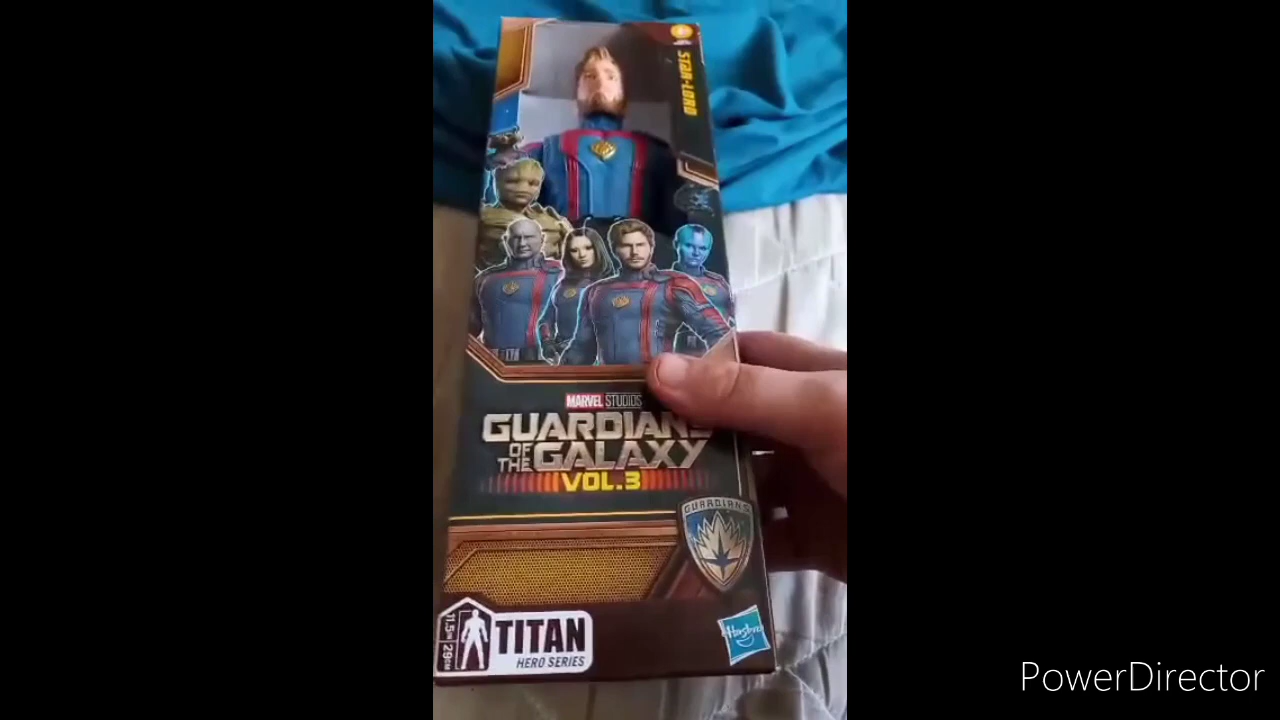 STAR-LORD
MARVEL STUDIOS
GUARDIANS
OF
THE GALAXY
VOL.3
GUARDIANS
11.5 IN 29 CM
TITAN
HERO SERIES
Hasbro
PowerDirector